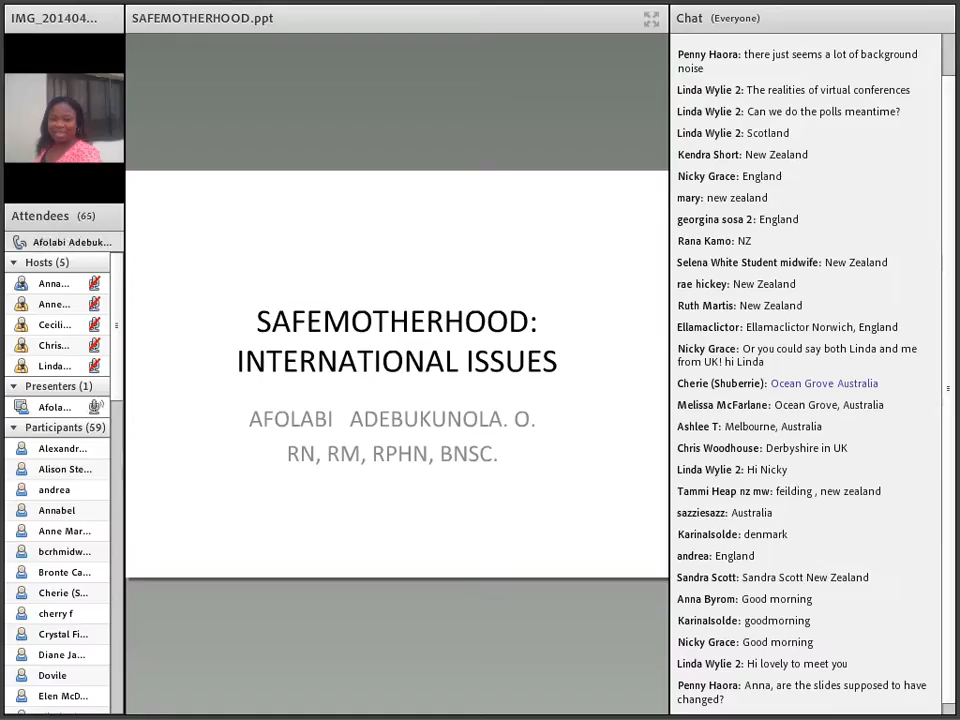 IMG_201404...
Attendees (65)
Afolabi Adebuk...
Hosts (5)
Anna...
Anne...
Cecili...
Chris...
Linda...
Presenters (1)
Afola...
Participants (59)
Alexandr...
Alison Ste...
andrea
Annabel
Anne Mar...
bcrhmidw...
Bronte Ca...
Cherie (S...
cherry f
Crystal Fi...
Diane Ja...
Dovile
Elen McD...
SAFEMOTHERHOOD.ppt
SAFEMOTHERHOOD:
INTERNATIONAL ISSUES
AFOLABI ADEBUKUNOLA. O.
RN, RM, RPHN, BNSC.
Chat (Everyone)
Penny Haora: there just seems a lot of background
noise
Linda Wylie 2: The realities of virtual conferences
Linda Wylie 2: Can we do the polls meantime?
Linda Wylie 2: Scotland
Kendra Short: New Zealand
Nicky Grace: England
mary: new zealand
georgina sosa 2: England
Rana Kamo: NZ
Selena White Student midwife: New Zealand
rae hickey: New Zealand
Ruth Martis: New Zealand
Ellamaclictor: Ellamaclictor Norwich, England
Nicky Grace: Or you could say both Linda and me
from UK! hi Linda
Cherie (Shuberrie): Ocean Grove Australia
Melissa McFarlane: Ocean Grove, Australia
Ashlee T: Melbourne, Australia
Chris Woodhouse: Derbyshire in UK
Linda Wylie 2: Hi Nicky
Tammi Heap nz mw: feilding , new zealand
sazziesazz: Australia
KarinaIsolde: denmark
andrea: England
Sandra Scott: Sandra Scott New Zealand
Anna Byrom: Good morning
KarinaIsolde: goodmorning
Nicky Grace: Good morning
Linda Wylie 2: Hi lovely to meet you
Penny Haora: Anna, are the slides supposed to have
changed?